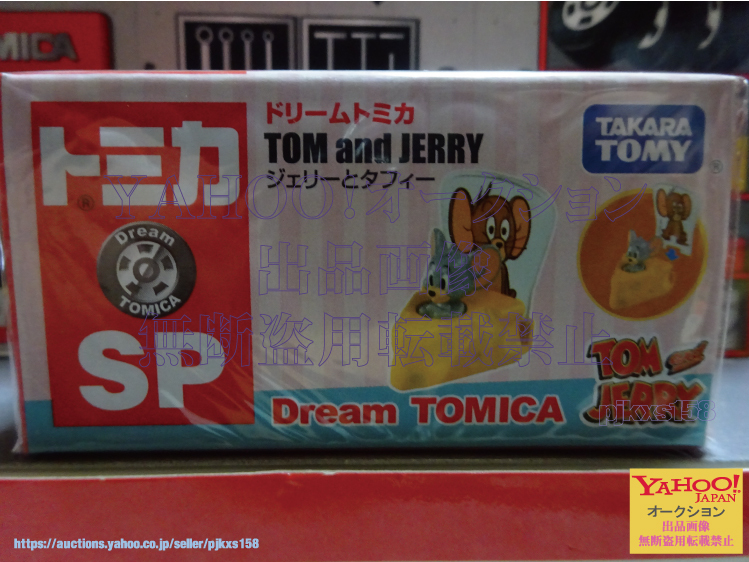 TOMICA
トミカ
®
Dream
TOMICA
SP
ドリームトミカ
TOM and JERRY
ジェリーとタフィー
TAKARA
TOMY
®
YAHOO!オークション
出品画像
無断盗用転載禁止
TOM
and
JERRY
pjkxs158
Dream TOMICA
YAHOO!
JAPAN
オークション
出品画像
無断盗用転載禁止
https://auctions.yahoo.co.jp/seller/pjkxs158